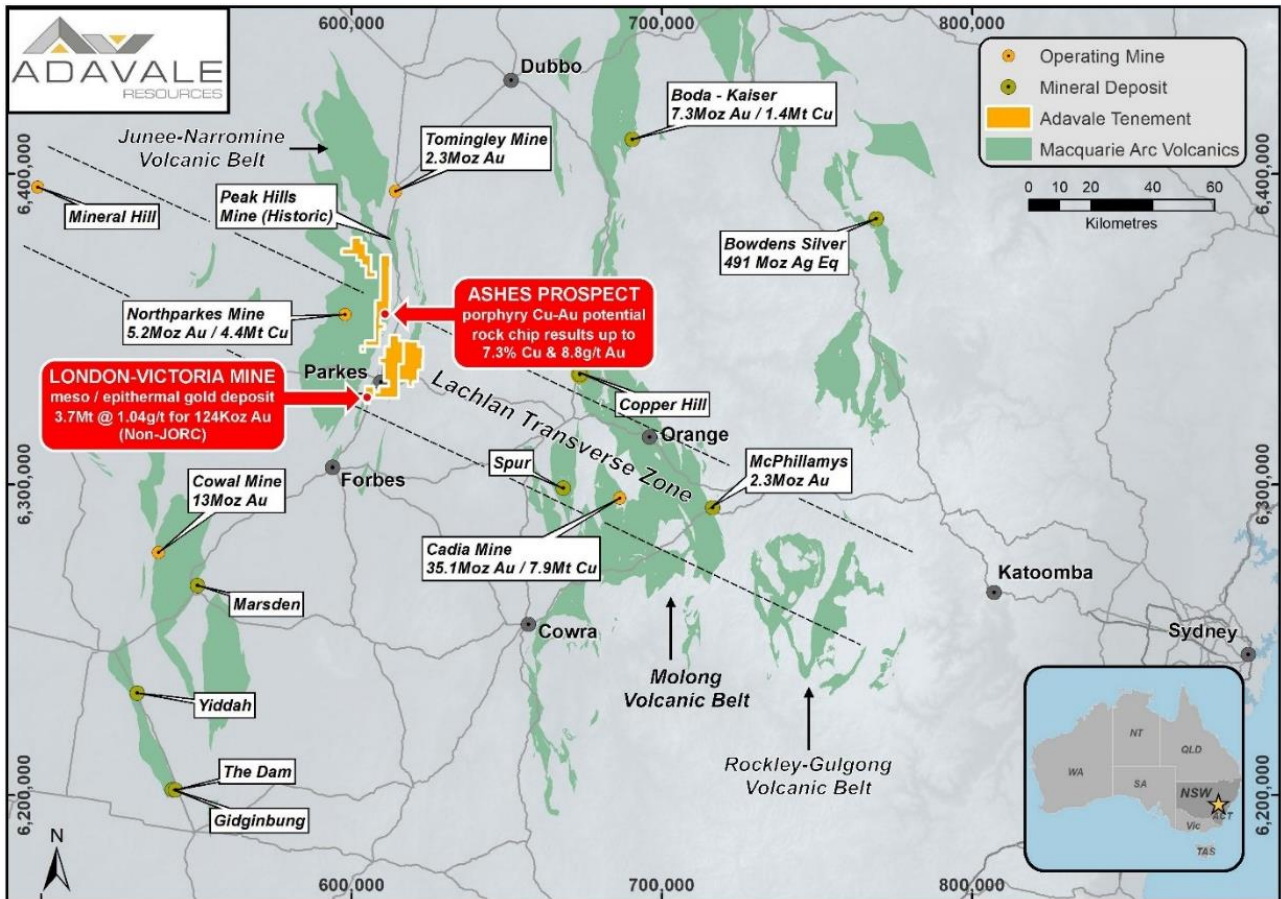 600,000
700,000
800,000
ADAVALE
RESOURCES
Operating Mine
Mineral Deposit
Adavale Tenement
Macquarie Arc Volcanics
0 20 40 60
Kilometres
Dubbo
Boda - Kaiser
7.3Moz Au / 1.4Mt Cu
Junee-Narromine
Volcanic Belt
Tomingley Mine
2.3Moz Au
6,400,000
6,400,000
Mineral Hill
Peak Hills
Mine (Historic)
Bowdens Silver
491 Moz Ag Eq
Northparkes Mine
5.2Moz Au / 4.4Mt Cu
ASHES PROSPECT
porphyry Cu-Au potential
rock chip results up to
7.3% Cu & 8.8g/t Au
LONDON-VICTORIA MINE
meso / epithermal gold deposit
3.7Mt @ 1.04g/t for 124Koz Au
(Non-JORC)
Parkes
Lachlan Transverse Zone
Copper Hill
Orange
Forbes
Spur
McPhillamys
2.3Moz Au
Cowal Mine
13Moz Au
6,300,000
6,300,000
Cadia Mine
35.1Moz Au / 7.9Mt Cu
Marsden
Katoomba
Cowra
Sydney
Molong
Volcanic Belt
Yiddah
Rockley-Gulgong
Volcanic Belt
The Dam
Gidginbung
6,200,000
6,200,000
NT
QLD
WA
SA
NSW
ACT
Vic
TAS
N
600,000
700,000
800,000